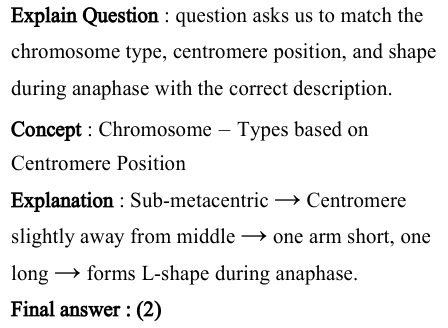 Explain Question : question asks us to match the
chromosome type, centromere position, and shape
during anaphase with the correct description.
Concept : Chromosome – Types based on
Centromere Position
Explanation : Sub-metacentric → Centromere
slightly away from middle → one arm short, one
long → forms L-shape during anaphase.
Final answer : (2)